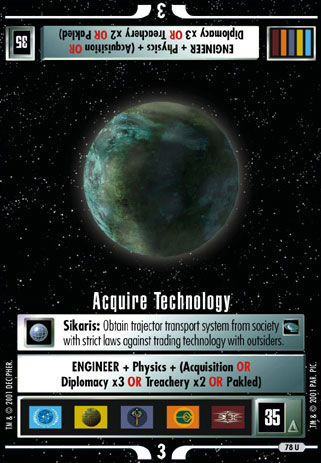 3
35
ENGINEER + Physics + (Acquisition OR
Diplomacy x3 OR Treachery x2 OR Pakled)
Acquire Technology
Sikaris: Obtain trajector transport system from society
with strict laws against trading technology with outsiders.
ENGINEER + Physics + (Acquisition OR
Diplomacy x3 OR Treachery x2 OR Pakled)
35
3
78 U
TM & © 2001 DECIPHER.
TM & © 2001 PAR. PIC.